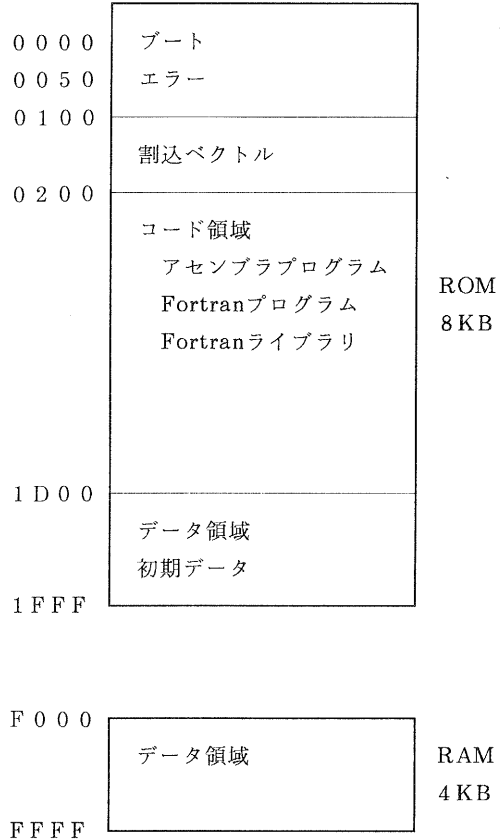 0000 ブート
0050 エラー
0100
割込ベクトル
0200
コード領域
アセンブラプログラム
Fortranプログラム
Fortranライブラリ
ROM
8KB
1D00
データ領域
初期データ
1FFF
F000
データ領域
RAM
4KB
FFFF